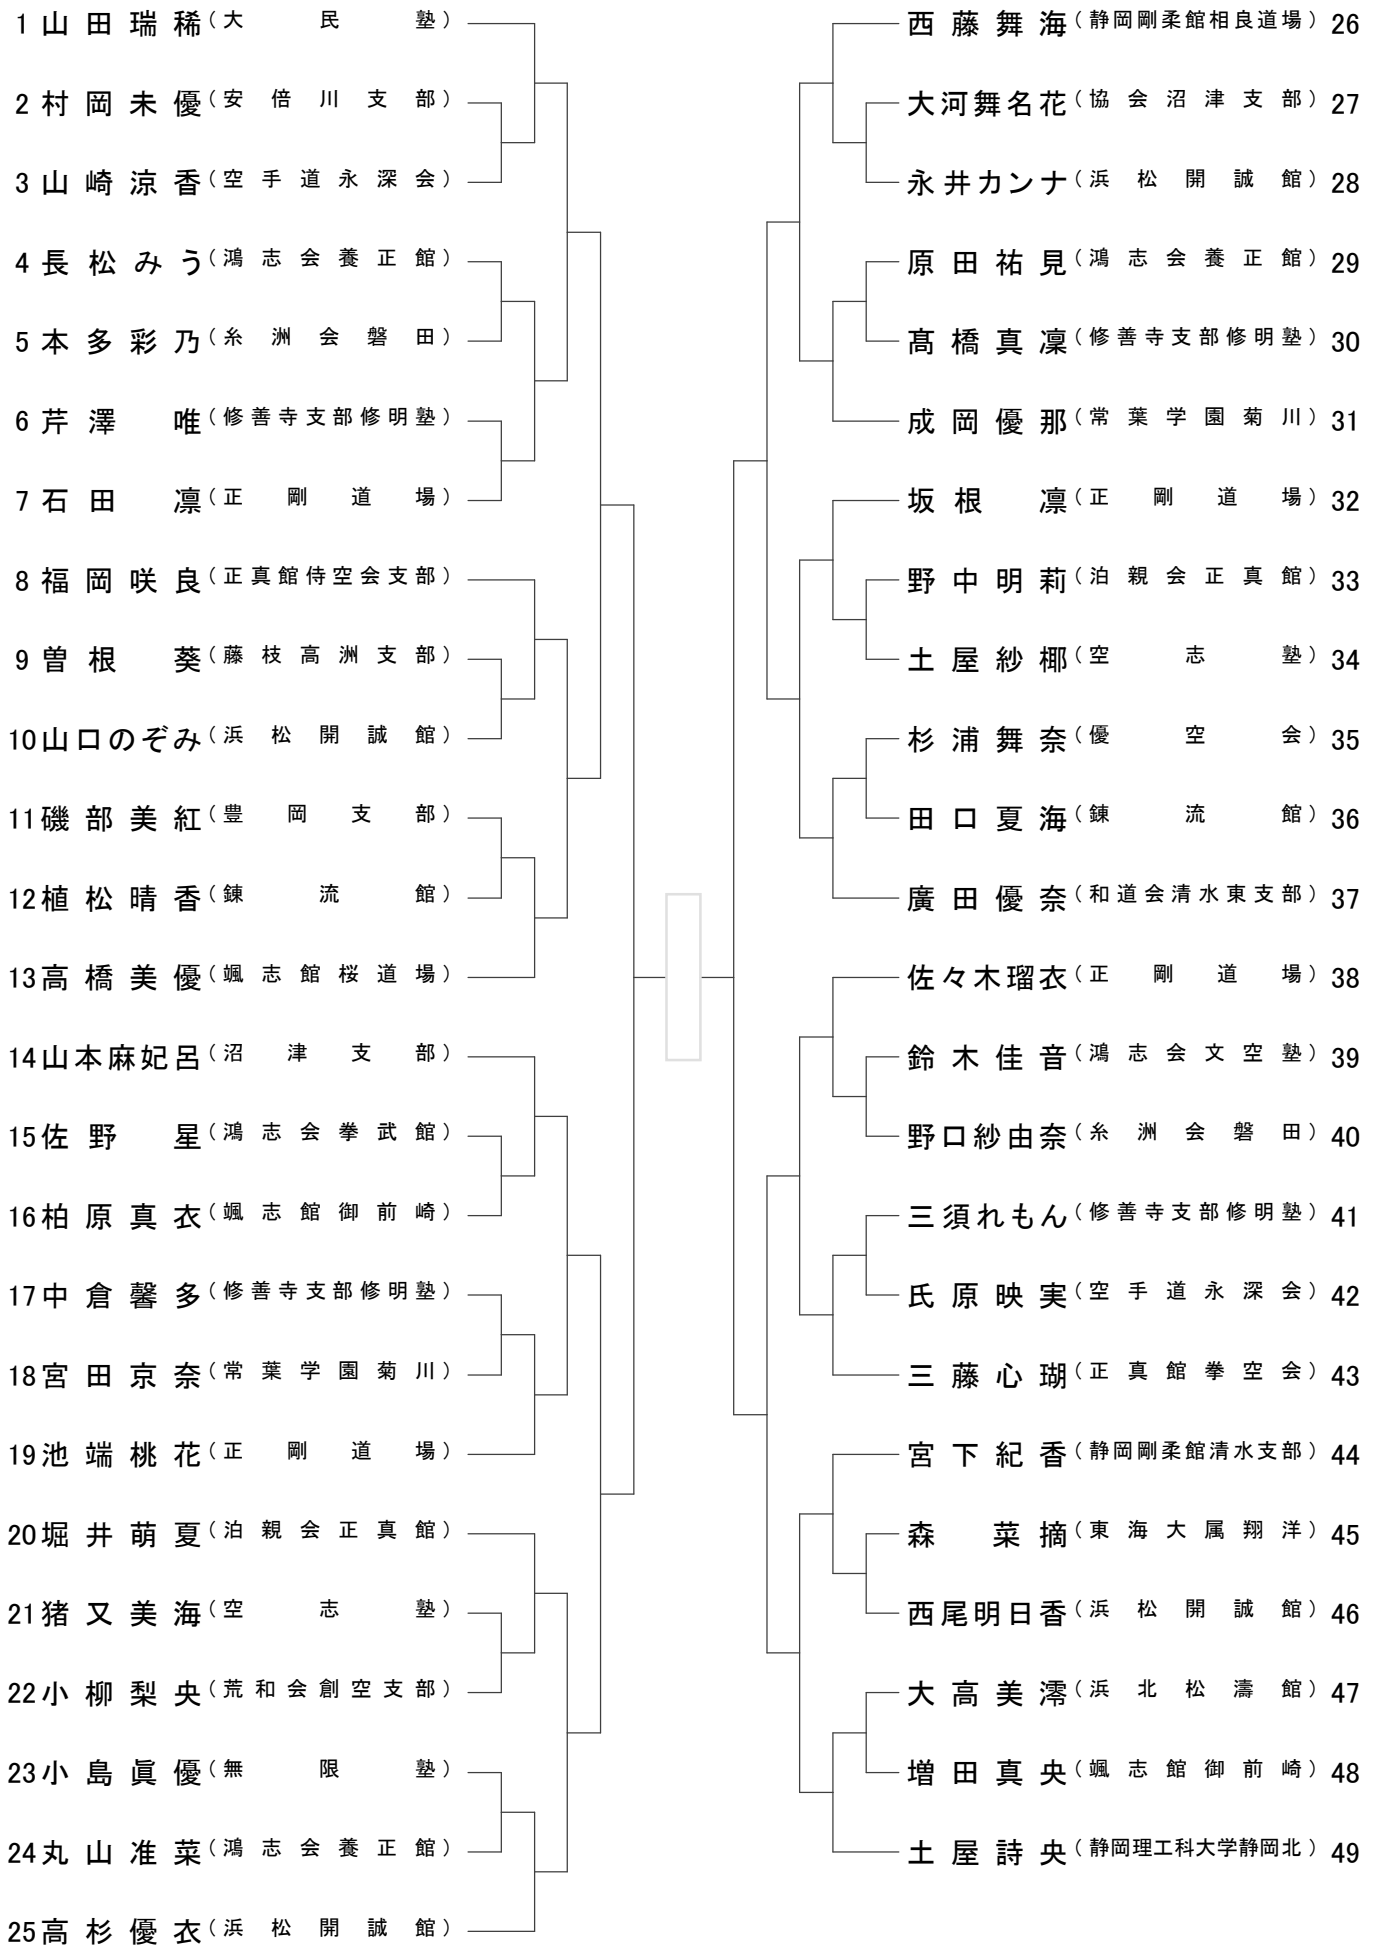 1 山田瑞稀（大民塾）
2 村岡未優（安倍川支部）
3 山崎涼香（空手道永深会）
4 長松みう（鴻志会養正館）
5 本多彩乃（糸洲会磐田）
6 芹澤唯（修善寺支部修明塾）
7 石田凛（正剛道場）
8 福岡咲良（正真館侍空会支部）
9 曽根葵（藤枝高洲支部）
10 山口のぞみ（浜松開誠館）
11 磯部美紅（豊岡支部）
12 植松晴香（錬流館）
13 高橋美優（颯志館桜道場）
14 山本麻妃呂（沼津支部）
15 佐野星（鴻志会拳武館）
16 柏原真衣（颯志館御前崎）
17 中倉馨多（修善寺支部修明塾）
18 宮田京奈（常葉学園菊川）
19 池端桃花（正剛道場）
20 堀井萌夏（泊親会正真館）
21 猪又美海（空志塾）
22 小柳梨央（荒和会創空支部）
23 小島眞優（無限塾）
24 丸山准菜（鴻志会養正館）
25 高杉優衣（浜松開誠館）
西藤舞海（静岡剛柔館相良道場）26
大河舞名花（協会沼津支部）27
永井カンナ（浜松開誠館）28
原田祐見（鴻志会養正館）29
髙橋真凜（修善寺支部修明塾）30
成岡優那（常葉学園菊川）31
坂根凛（正剛道場）32
野中明莉（泊親会正真館）33
土屋紗椰（空志塾）34
杉浦舞奈（優空会）35
田口夏海（錬流館）36
廣田優奈（和道会清水東支部）37
佐々木瑠衣（正剛道場）38
鈴木佳音（鴻志会文空塾）39
野口紗由奈（糸洲会磐田）40
三須れもん（修善寺支部修明塾）41
氏原映実（空手道永深会）42
三藤心瑚（正真館拳空会）43
宮下紀香（静岡剛柔館清水支部）44
森菜摘（東海大属翔洋）45
西尾明日香（浜松開誠館）46
大高美澪（浜北松濤館）47
増田真央（颯志館御前崎）48
土屋詩央（静岡理工科大学静岡北）49